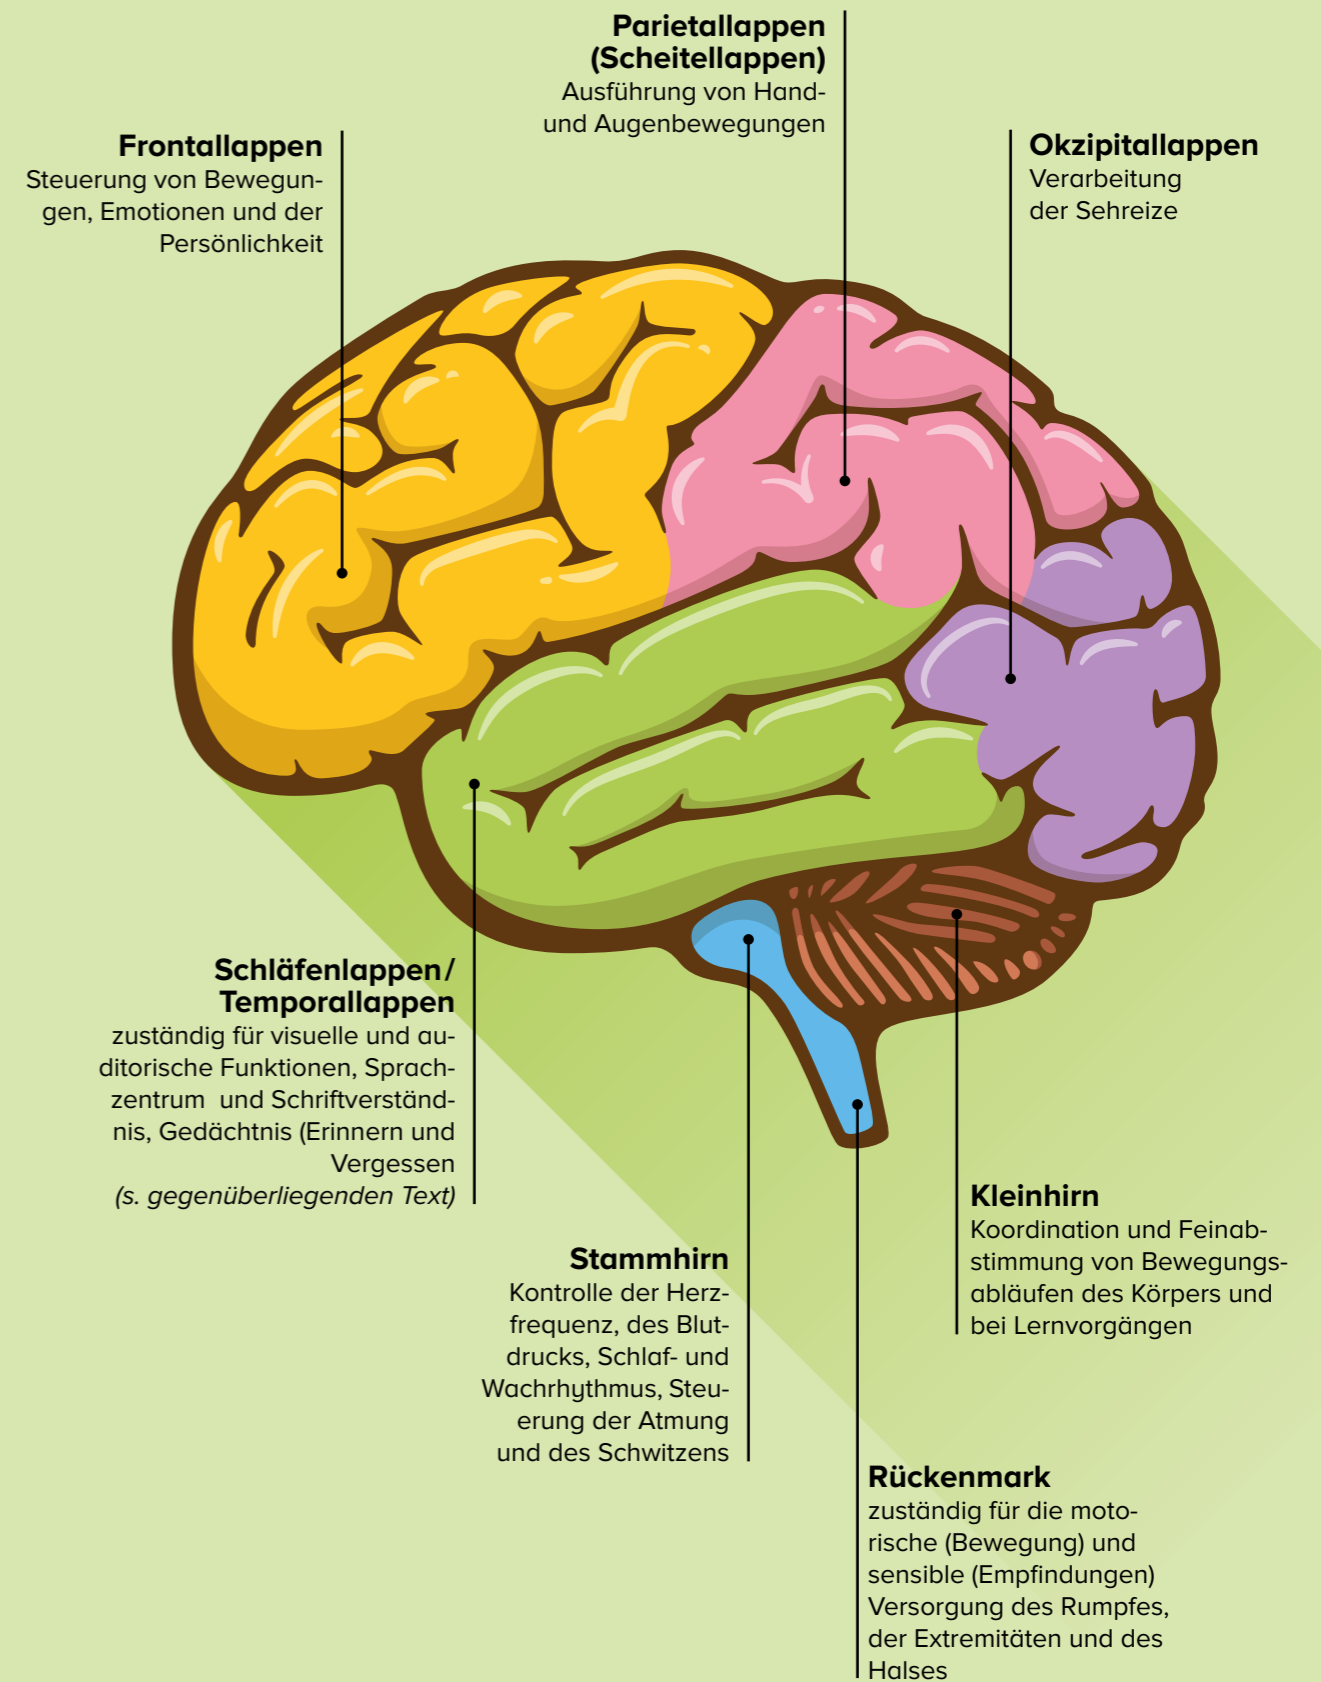 Parietallappen
(Scheitellappen)
Ausführung von Hand-
und Augenbewegungen
Frontallappen
Steuerung von Bewegun-
gen, Emotionen und der
Persönlichkeit
Okzipitallappen
Verarbeitung
der Sehreize
Schläfenlappen/
Temporallappen
zuständig für visuelle und au-
ditorische Funktionen, Sprach-
zentrum und Schriftverständ-
nis, Gedächtnis (Erinnern und
Vergessen
(s. gegenüberliegenden Text)
Kleinhirn
Koordination und Feinab-
stimmung von Bewegungs-
abläufen des Körpers und
bei Lernvorgängen
Stammhirn
Kontrolle der Herz-
frequenz, des Blut-
drucks, Schlaf- und
Wachrhythmus, Steu-
erung der Atmung
und des Schwitzens
Rückenmark
zuständig für die moto-
rische (Bewegung) und
sensible (Empfindungen)
Versorgung des Rumpfes,
der Extremitäten und des
Halses